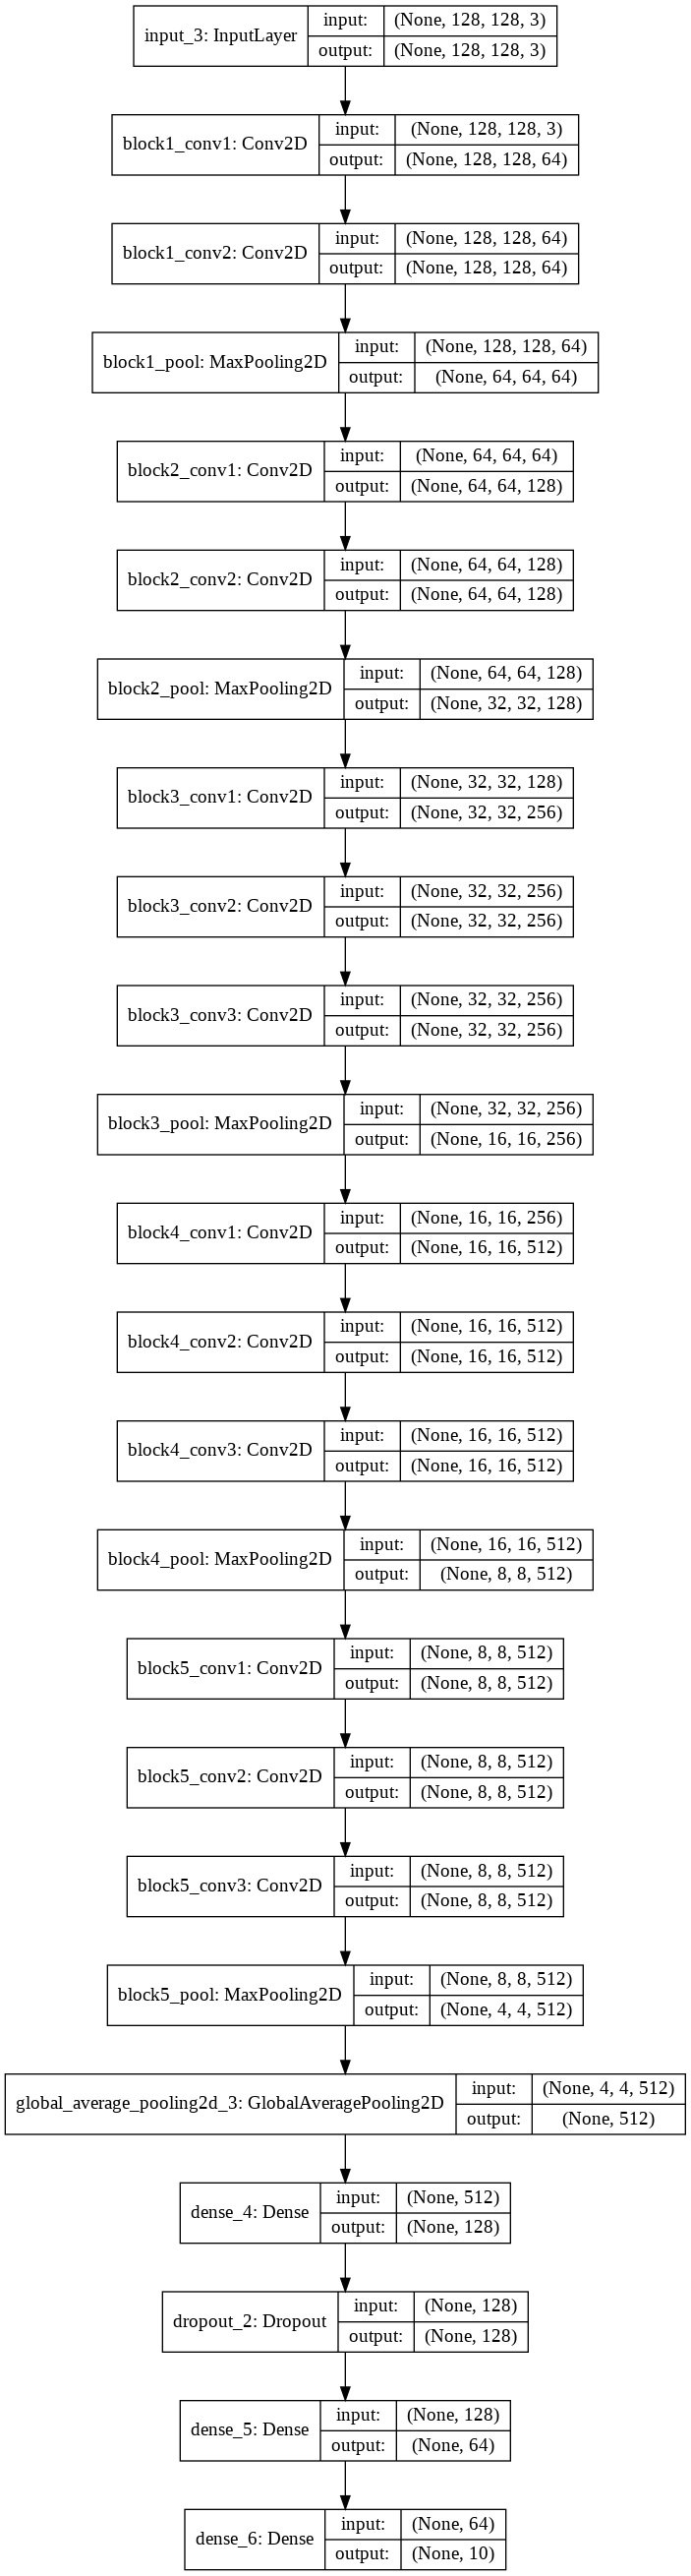 input_3: InputLayer
input: (None, 128, 128, 3)
output: (None, 128, 128, 3)
block1_conv1: Conv2D
input: (None, 128, 128, 3)
output: (None, 128, 128, 64)
block1_conv2: Conv2D
input: (None, 128, 128, 64)
output: (None, 128, 128, 64)
block1_pool: MaxPooling2D
input: (None, 128, 128, 64)
output: (None, 64, 64, 64)
block2_conv1: Conv2D
input: (None, 64, 64, 64)
output: (None, 64, 64, 128)
block2_conv2: Conv2D
input: (None, 64, 64, 128)
output: (None, 64, 64, 128)
block2_pool: MaxPooling2D
input: (None, 64, 64, 128)
output: (None, 32, 32, 128)
block3_conv1: Conv2D
input: (None, 32, 32, 128)
output: (None, 32, 32, 256)
block3_conv2: Conv2D
input: (None, 32, 32, 256)
output: (None, 32, 32, 256)
block3_conv3: Conv2D
input: (None, 32, 32, 256)
output: (None, 32, 32, 256)
block3_pool: MaxPooling2D
input: (None, 32, 32, 256)
output: (None, 16, 16, 256)
block4_conv1: Conv2D
input: (None, 16, 16, 256)
output: (None, 16, 16, 512)
block4_conv2: Conv2D
input: (None, 16, 16, 512)
output: (None, 16, 16, 512)
block4_conv3: Conv2D
input: (None, 16, 16, 512)
output: (None, 16, 16, 512)
block4_pool: MaxPooling2D
input: (None, 16, 16, 512)
output: (None, 8, 8, 512)
block5_conv1: Conv2D
input: (None, 8, 8, 512)
output: (None, 8, 8, 512)
block5_conv2: Conv2D
input: (None, 8, 8, 512)
output: (None, 8, 8, 512)
block5_conv3: Conv2D
input: (None, 8, 8, 512)
output: (None, 8, 8, 512)
block5_pool: MaxPooling2D
input: (None, 8, 8, 512)
output: (None, 4, 4, 512)
global_average_pooling2d_3: GlobalAveragePooling2D
input: (None, 4, 4, 512)
output: (None, 512)
dense_4: Dense
input: (None, 512)
output: (None, 128)
dropout_2: Dropout
input: (None, 128)
output: (None, 128)
dense_5: Dense
input: (None, 128)
output: (None, 64)
dense_6: Dense
input: (None, 64)
output: (None, 10)